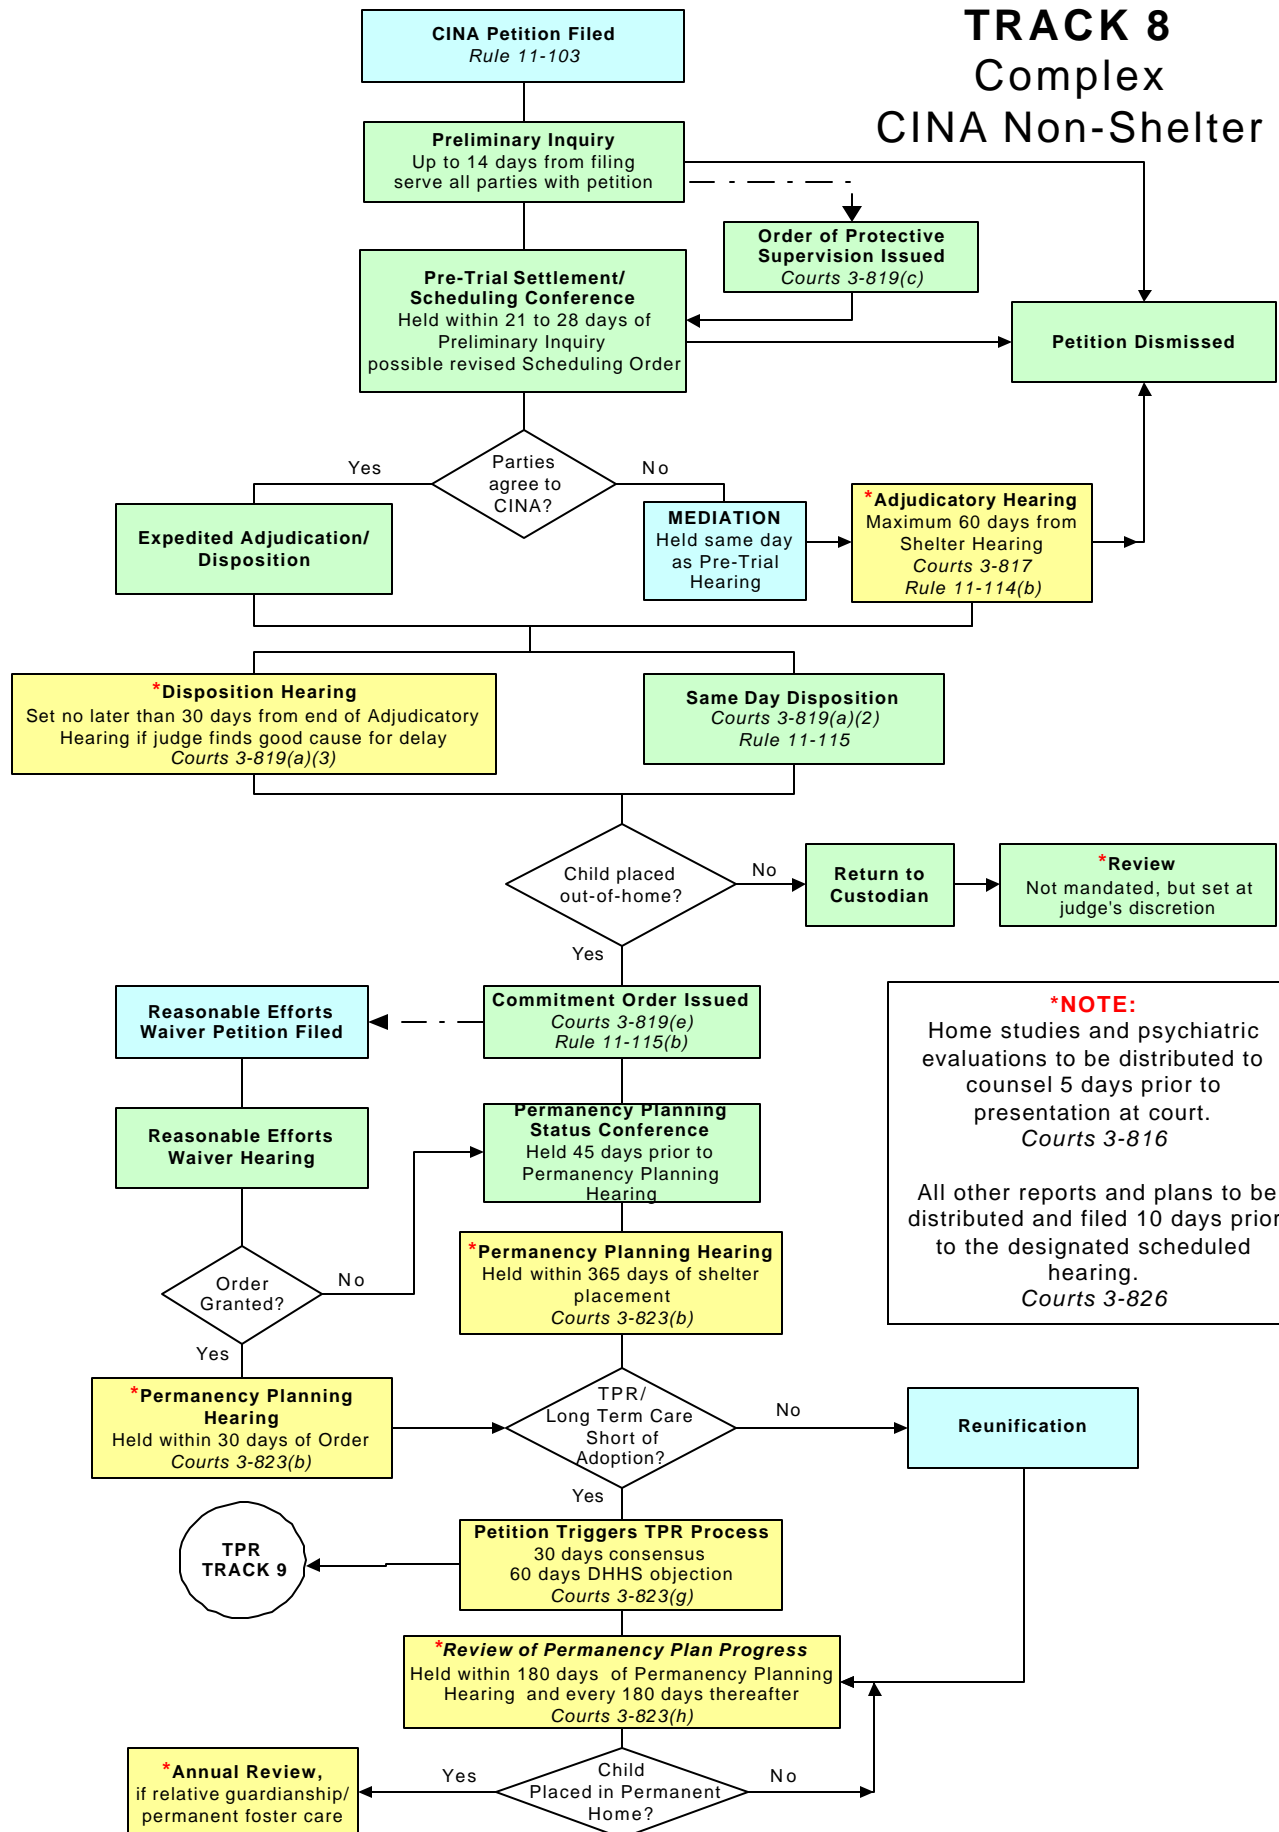 TRACK 8
Complex
CINA Non-Shelter
CINA Petition Filed
Rule 11-103
Preliminary Inquiry
Up to 14 days from filing
serve all parties with petition
Order of Protective
Supervision Issued
Courts 3-819(c)
Pre-Trial Settlement/
Scheduling Conference
Held within 21 to 28 days of
Preliminary Inquiry
possible revised Scheduling Order
Petition Dismissed
Parties
agree to
CINA?
Yes
No
Expedited Adjudication/
Disposition
MEDIATION
Held same day
as Pre-Trial
Hearing
*Adjudicatory Hearing
Maximum 60 days from
Shelter Hearing
Courts 3-817
Rule 11-114(b)
*Disposition Hearing
Set no later than 30 days from end of Adjudicatory
Hearing if judge finds good cause for delay
Courts 3-819(a)(3)
Same Day Disposition
Courts 3-819(a)(2)
Rule 11-115
Child placed
out-of-home?
No
Return to
Custodian
*Review
Not mandated, but set at
judge's discretion
Yes
Reasonable Efforts
Waiver Petition Filed
Commitment Order Issued
Courts 3-819(e)
Rule 11-115(b)
*NOTE:
Home studies and psychiatric
evaluations to be distributed to
counsel 5 days prior to
presentation at court.
Courts 3-816
All other reports and plans to be
distributed and filed 10 days prior
to the designated scheduled
hearing.
Courts 3-826
Reasonable Efforts
Waiver Hearing
Permanency Planning
Status Conference
Held 45 days prior to
Permanency Planning
Hearing
Order
Granted?
No
Yes
*Permanency Planning Hearing
Held within 365 days of shelter
placement
Courts 3-823(b)
*Permanency Planning
Hearing
Held within 30 days of Order
Courts 3-823(b)
TPR/
Long Term Care
Short of
Adoption?
No
Reunification
Yes
TPR
TRACK 9
Petition Triggers TPR Process
30 days consensus
60 days DHHS objection
Courts 3-823(g)
*Review of Permanency Plan Progress
Held within 180 days of Permanency Planning
Hearing and every 180 days thereafter
Courts 3-823(h)
*Annual Review,
if relative guardianship/
permanent foster care
Yes
Child
Placed in Permanent
Home?
No